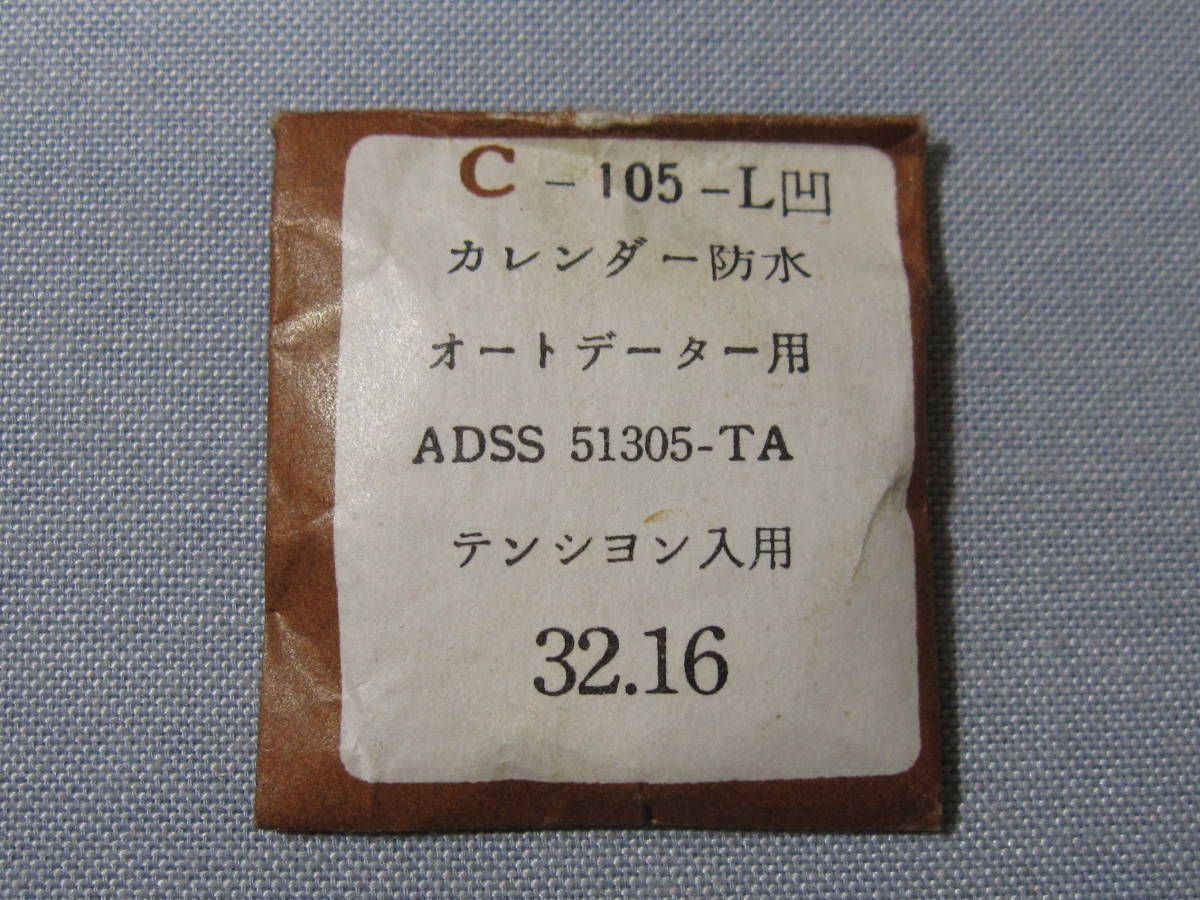 C-105-L凹
カレンダー防水
オートデーター用
ADSS 51305-TA
テンシヨン入用
32.16